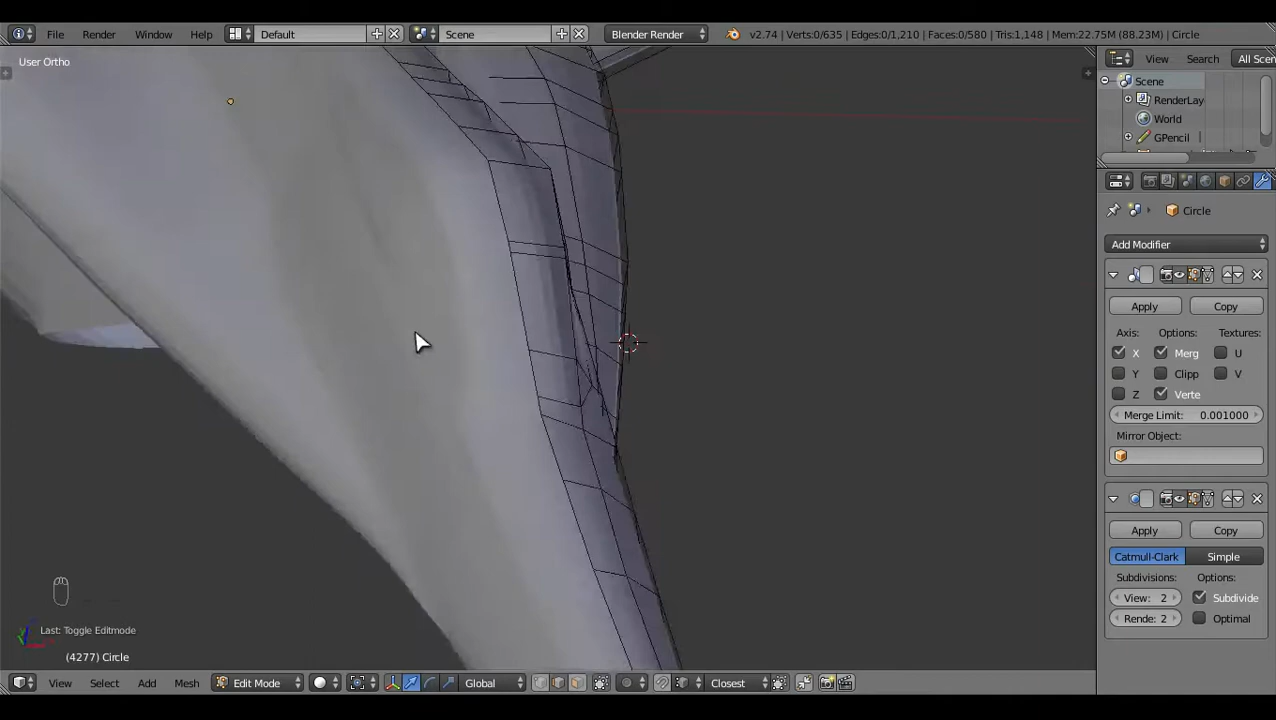 File Render Window Help Default Scene Blender Render v2.74 | Verts:0/635 | Edges:0/1,210 | Faces:0/580 | Tris:1,148 | Mem:22.75M (88.23M) | Circle
User Ortho
View Search All Scen
Scene
RenderLay
World
GPencil
Circle
Add Modifier
Apply Copy
Axis: Options: Textures:
X Merg U
Y Clipp V
Z Verte
Merge Limit: 0.001000
Mirror Object:
Apply Copy
Catmull-Clark Simple
Subdivisions: Options:
View: 2 Subdivide
Rende: 2 Optimal
Last: Toggle Editmode
(4277) Circle
View Select Add Mesh Edit Mode Global Closest